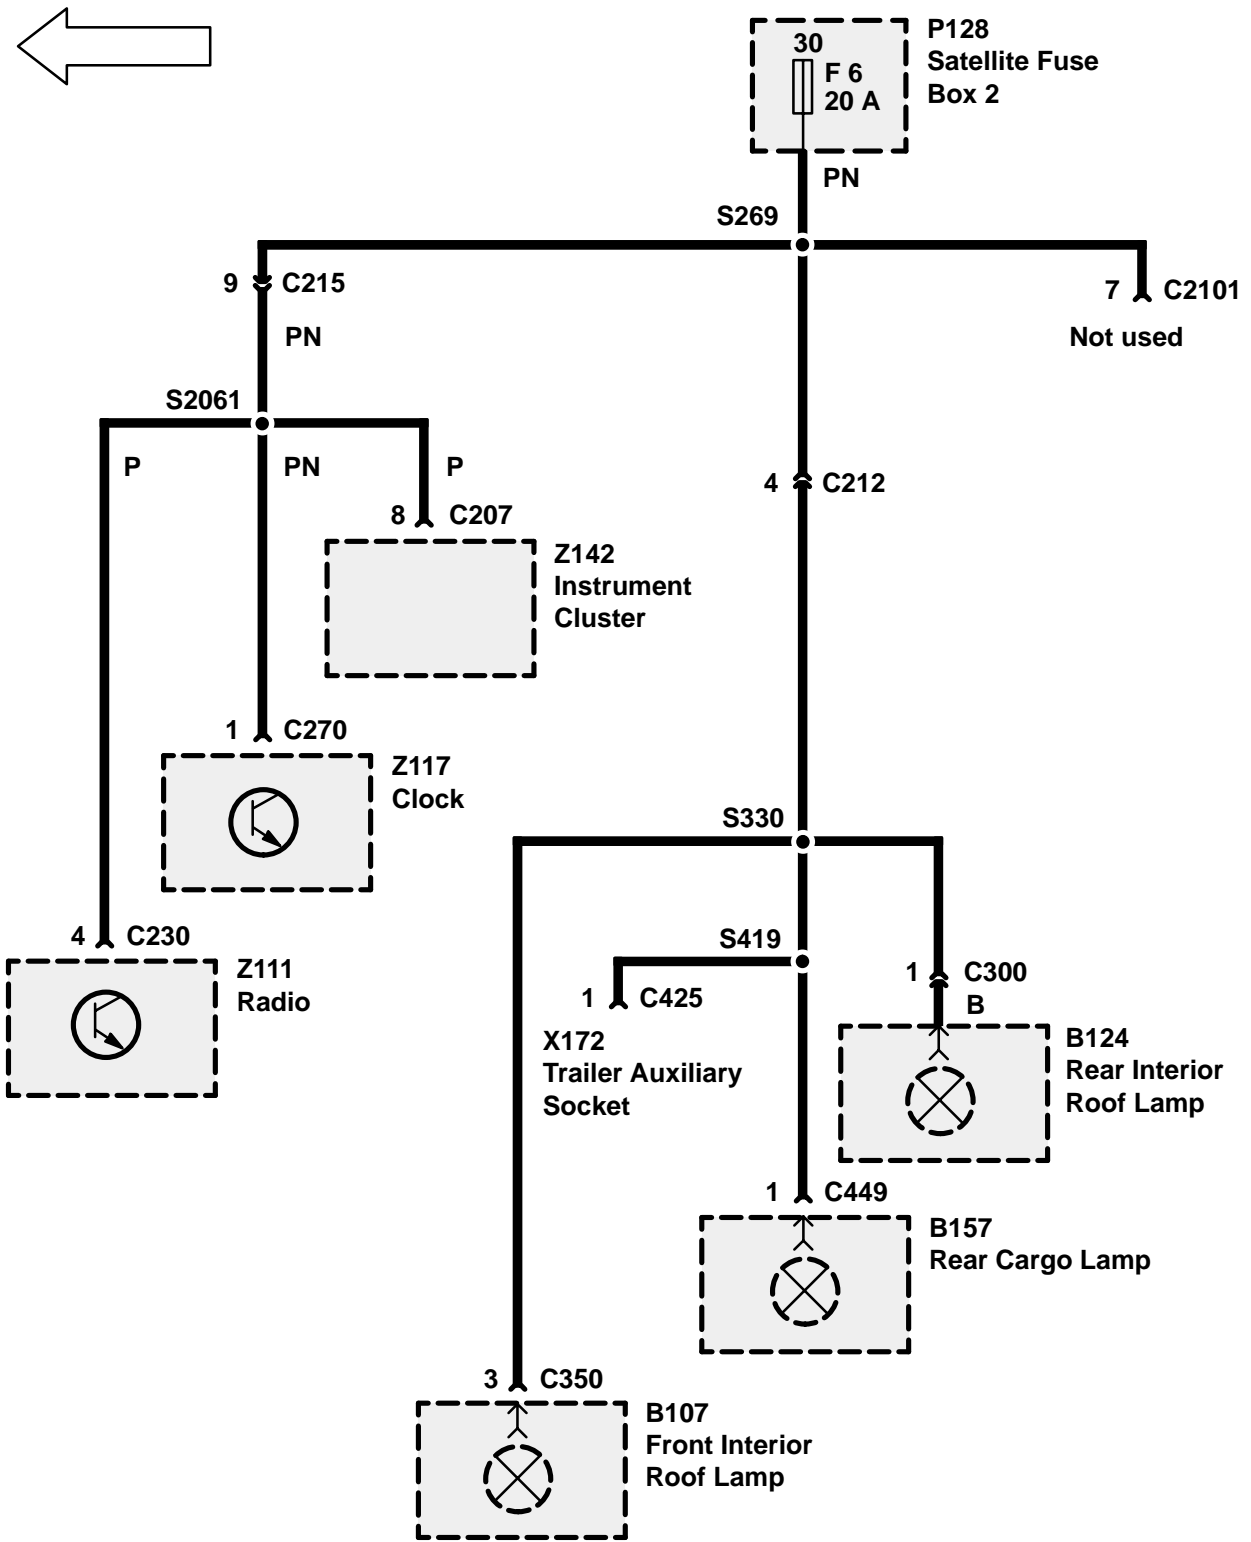 30
F 6
20 A
P128
Satellite Fuse
Box 2
PN
S269
9 C215
7 C2101
Not used
PN
S2061
P
PN
P
4 C212
8 C207
Z142
Instrument
Cluster
1 C270
Z117
Clock
S330
4 C230
Z111
Radio
S419
1 C425
X172
Trailer Auxiliary
Socket
1 C300
B
B124
Rear Interior
Roof Lamp
1 C449
B157
Rear Cargo Lamp
3 C350
B107
Front Interior
Roof Lamp